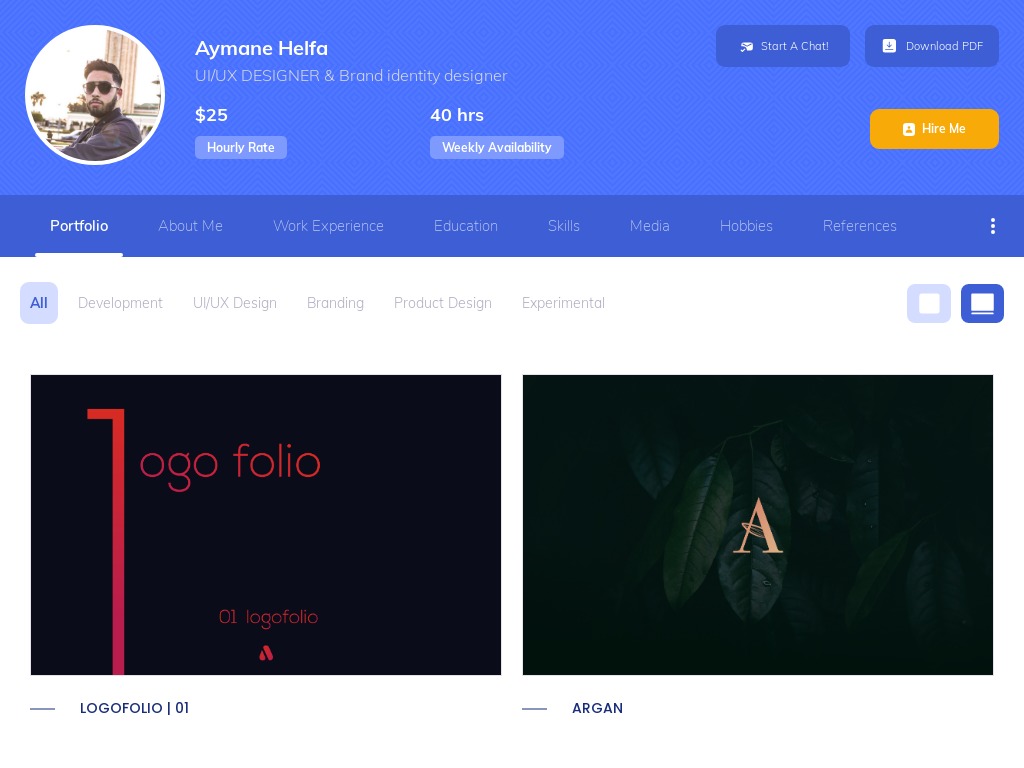 Aymane Helfa
UI/UX DESIGNER & Brand identity designer
$25
Hourly Rate
40 hrs
Weekly Availability
Start A Chat!
Download PDF
Hire Me
Portfolio
About Me
Work Experience
Education
Skills
Media
Hobbies
References
All
Development
UI/UX Design
Branding
Product Design
Experimental
logo folio
01 logofolio
A
LOGOFOLIO | 01
ARGAN